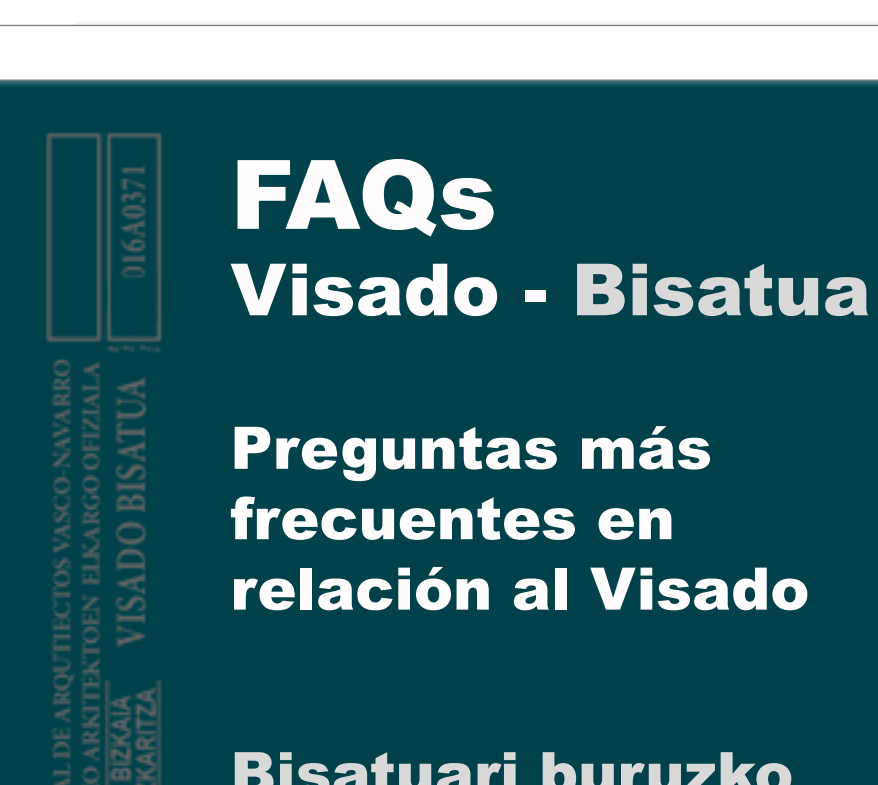 FAQs
Visado - Bisatua
Preguntas más
frecuentes en
relación al Visado
Bisatuari buruzko
016A0371
AL DE ARQUTIECTOS VASCO-NAVARRO
O ARKITEKTOEN ELKARGO OFIZIALA
VISADO BISATUA
BIZKAIA